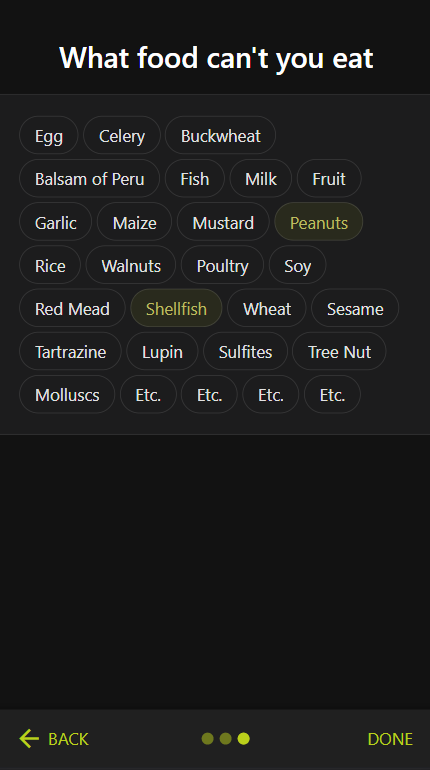 What food can't you eat
Egg Celery Buckwheat
Balsam of Peru Fish Milk Fruit
Garlic Maize Mustard Peanuts
Rice Walnuts Poultry Soy
Red Mead Shellfish Wheat Sesame
Tartrazine Lupin Sulfites Tree Nut
Molluscs Etc. Etc. Etc. Etc.
BACK DONE